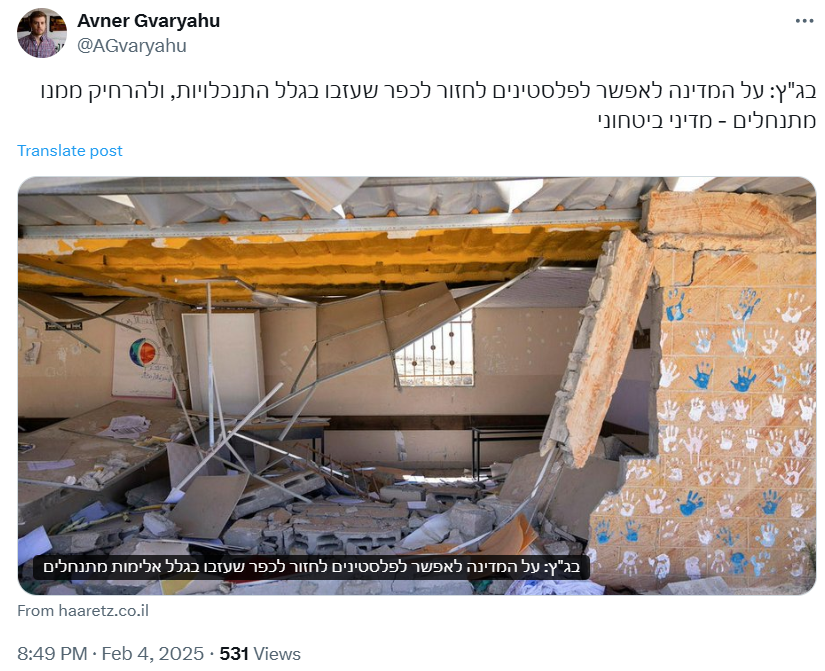 Avner Gvaryahu
@AGvaryahu
בג"ץ: על המדינה לאפשר לפלסטינים לחזור לכפר שעזבו בגלל התנכלויות, ולהרחיק ממנו
מתנחלים - מדיני ביטחוני
Translate post
בג"ץ: על המדינה לאפשר לפלסטינים לחזור לכפר שעזבו בגלל אלימות מתנחלים
From haaretz.co.il
8:49 PM · Feb 4, 2025 · 531 Views